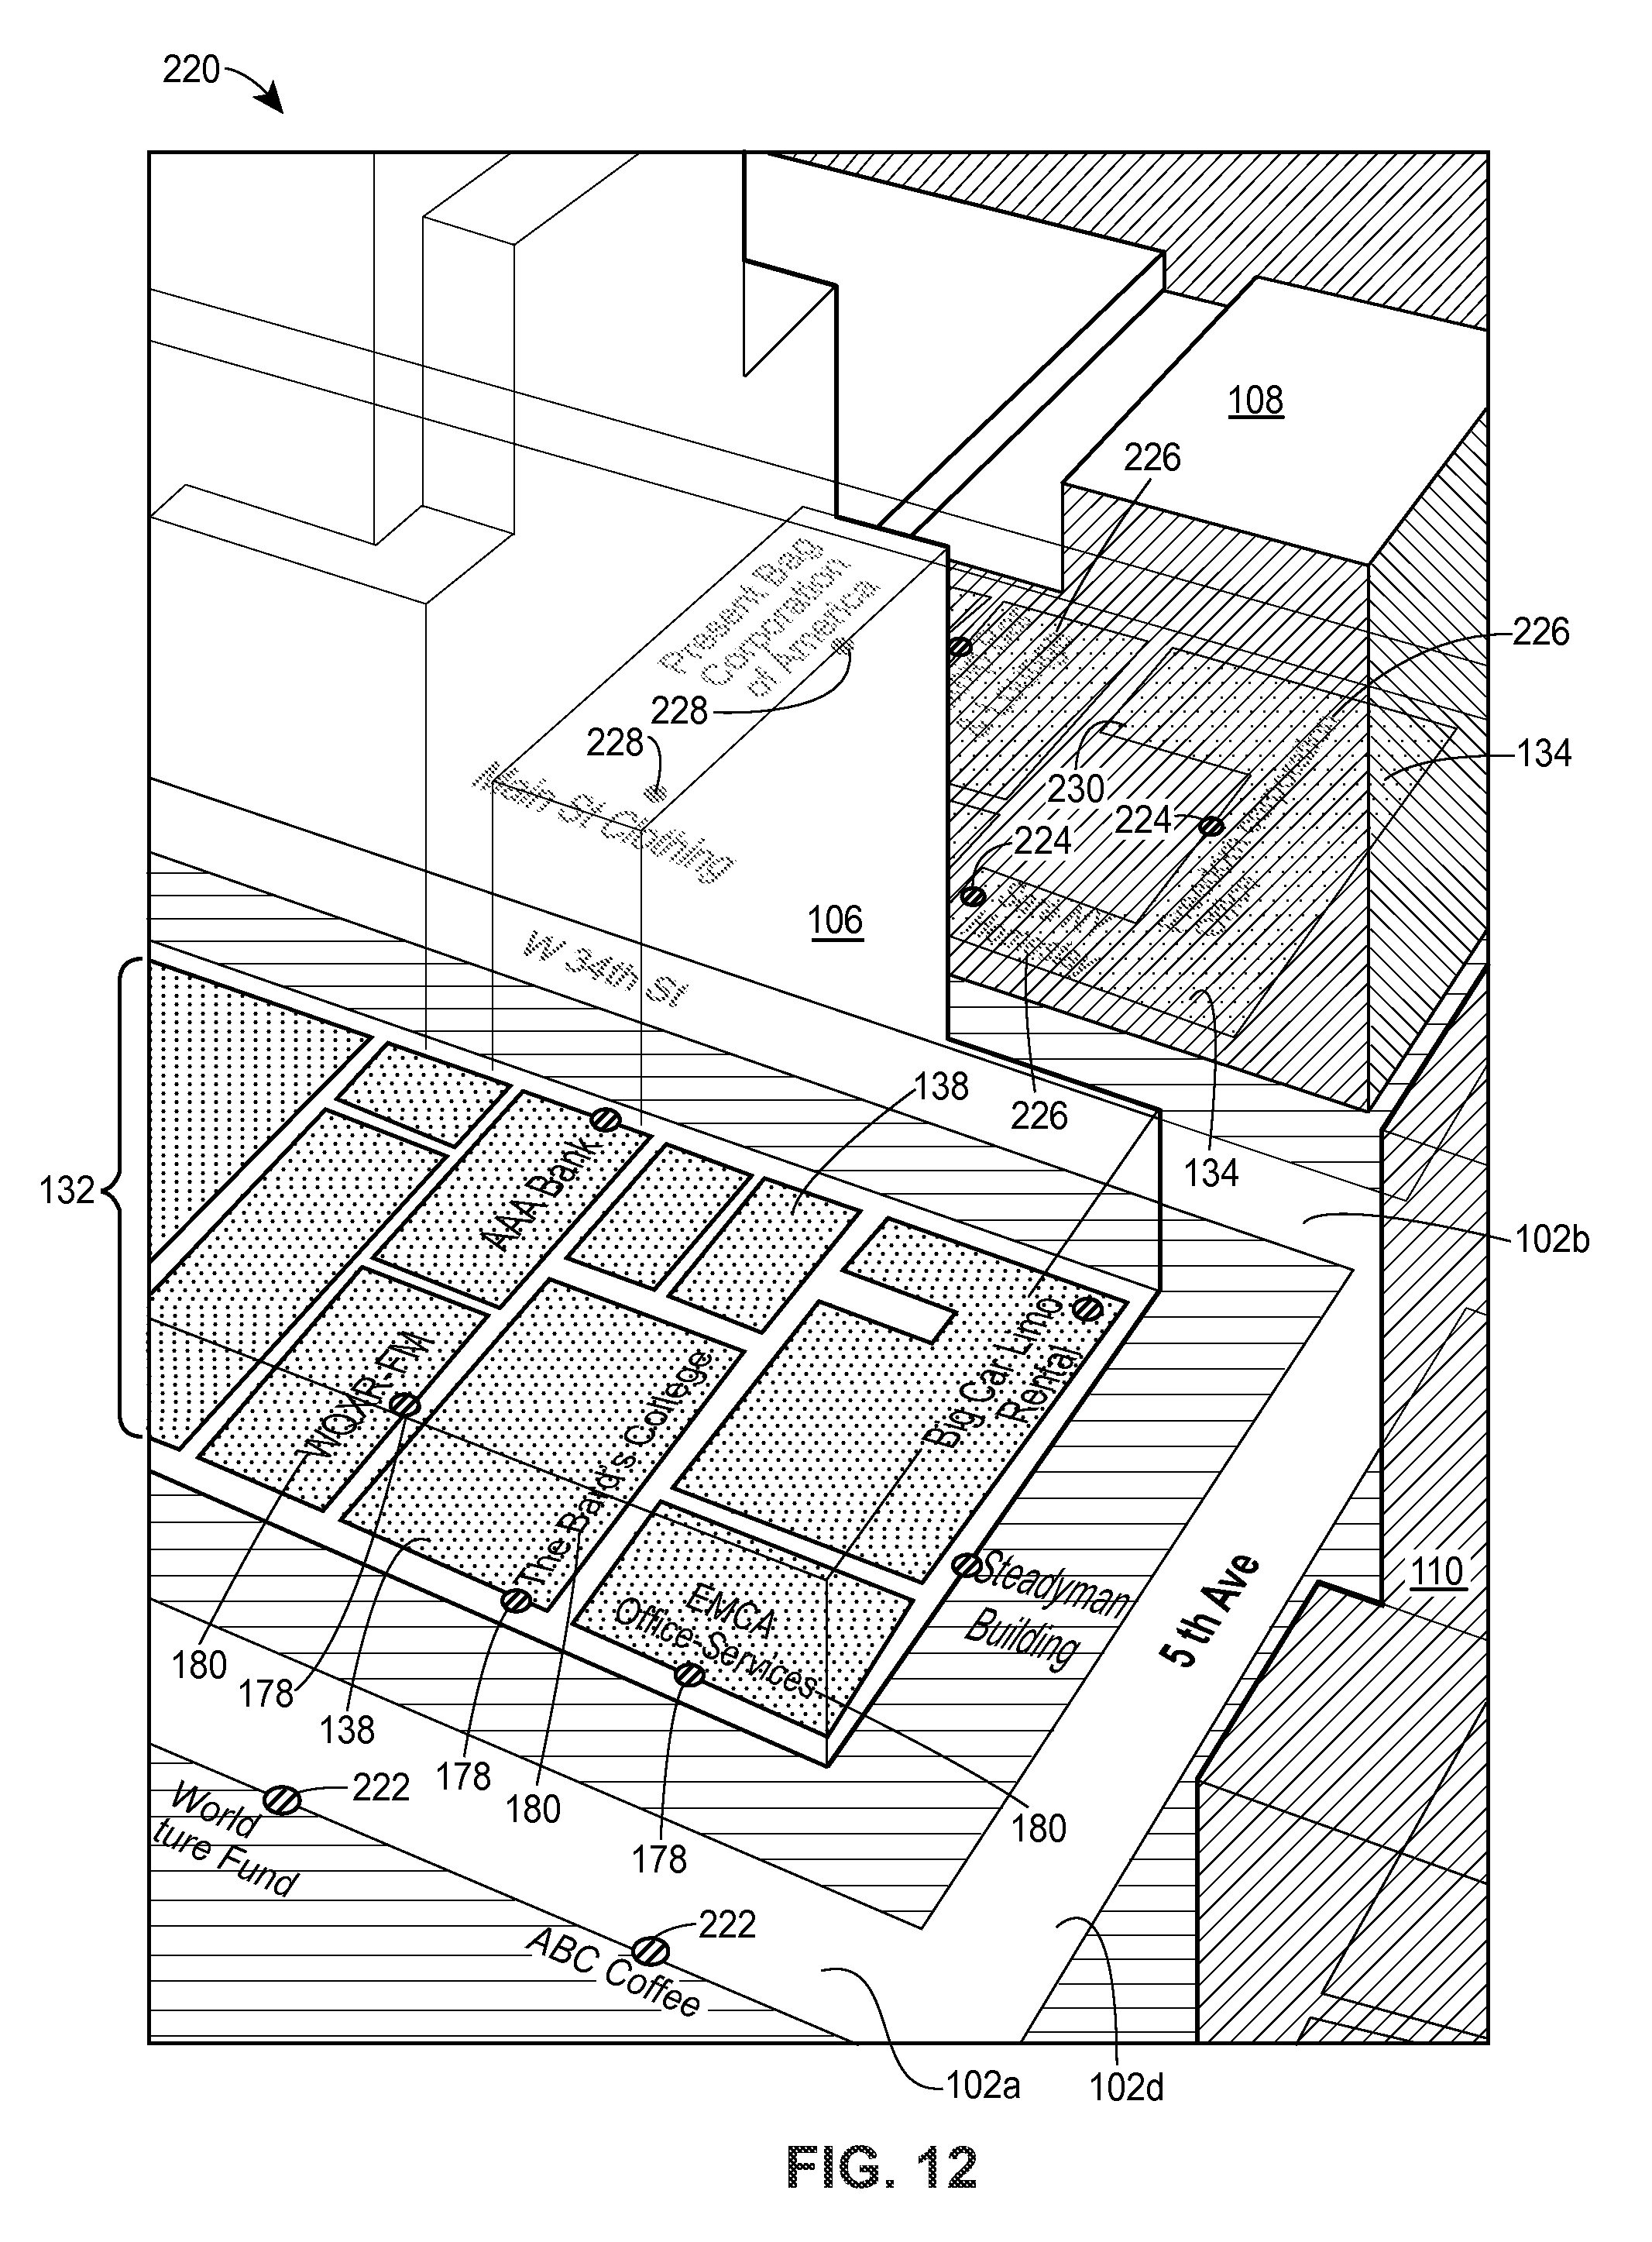 220
108
226
Present Bag
Corporation
of America
226
228
228
134
230
224
224
Main St Clothing
106
W 34th St
138
226
134
132
102b
AAA Bank
WQXR-FM
Big Car Limo
Rental
The Bard's College
EMCA
Office-Services
Steadyman
Building
5 th Ave
110
180
178
138
178
180
178
180
222
World
ture Fund
222
ABC Coffee
102a
102d
FIG. 12